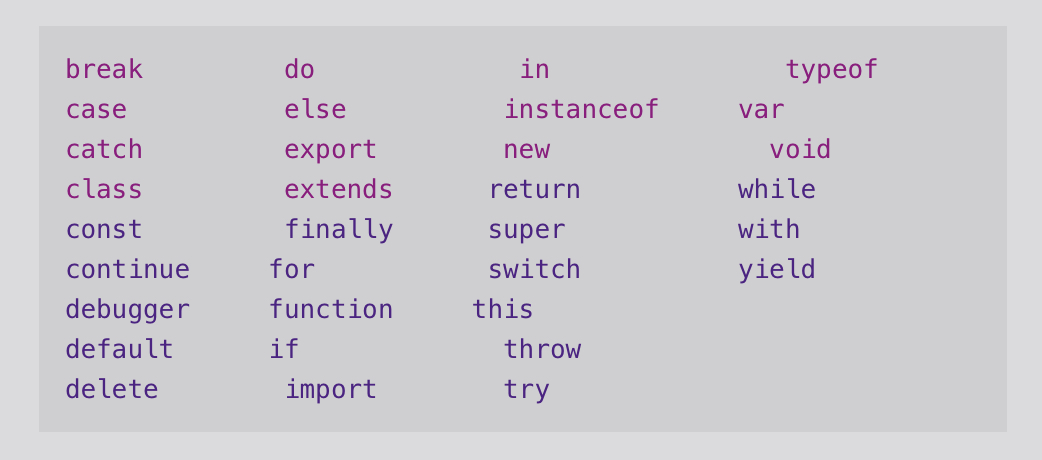 break do in typeof
case else instanceof var
catch export new void
class extends return while
const finally super with
continue for switch yield
debugger function this
default if throw
delete import try